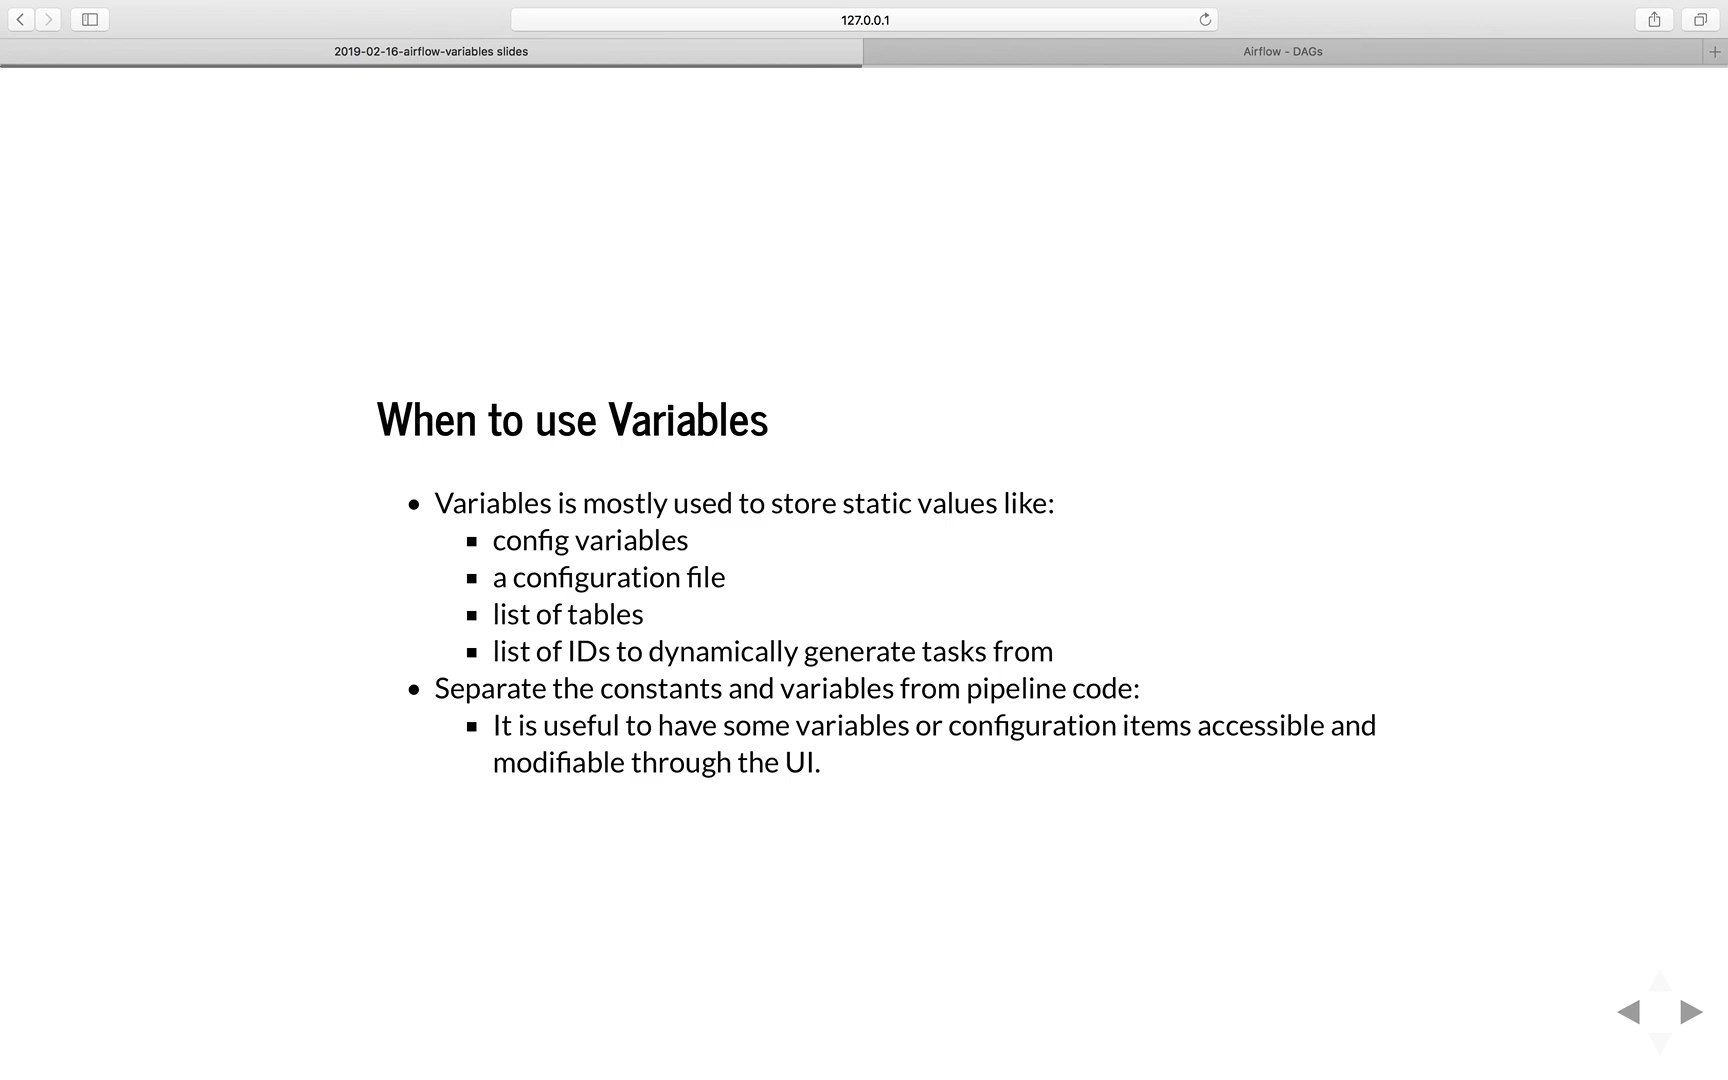 127.0.0.1
2019-02-16-airflow-variables slides
Airflow - DAGs
When to use Variables
• Variables is mostly used to store static values like:
▪ config variables
▪ a configuration file
▪ list of tables
▪ list of IDs to dynamically generate tasks from
• Separate the constants and variables from pipeline code:
▪ It is useful to have some variables or configuration items accessible and
modifiable through the UI.